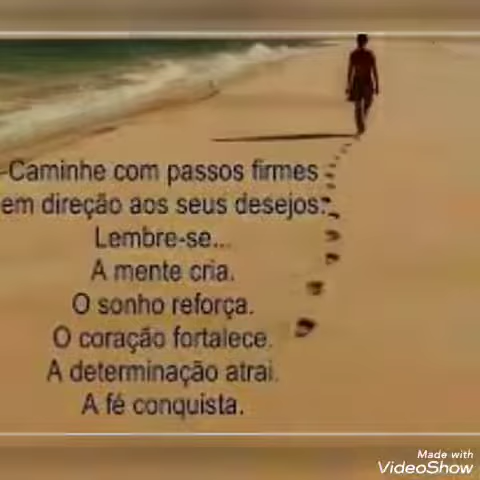 -Caminhe com passos firmes
em direção aos seus desejos.
Lembre-se...
A mente cria.
O sonho reforça.
O coração fortalece.
A determinação atrai.
A fé conquista.
Made with
VideoShow